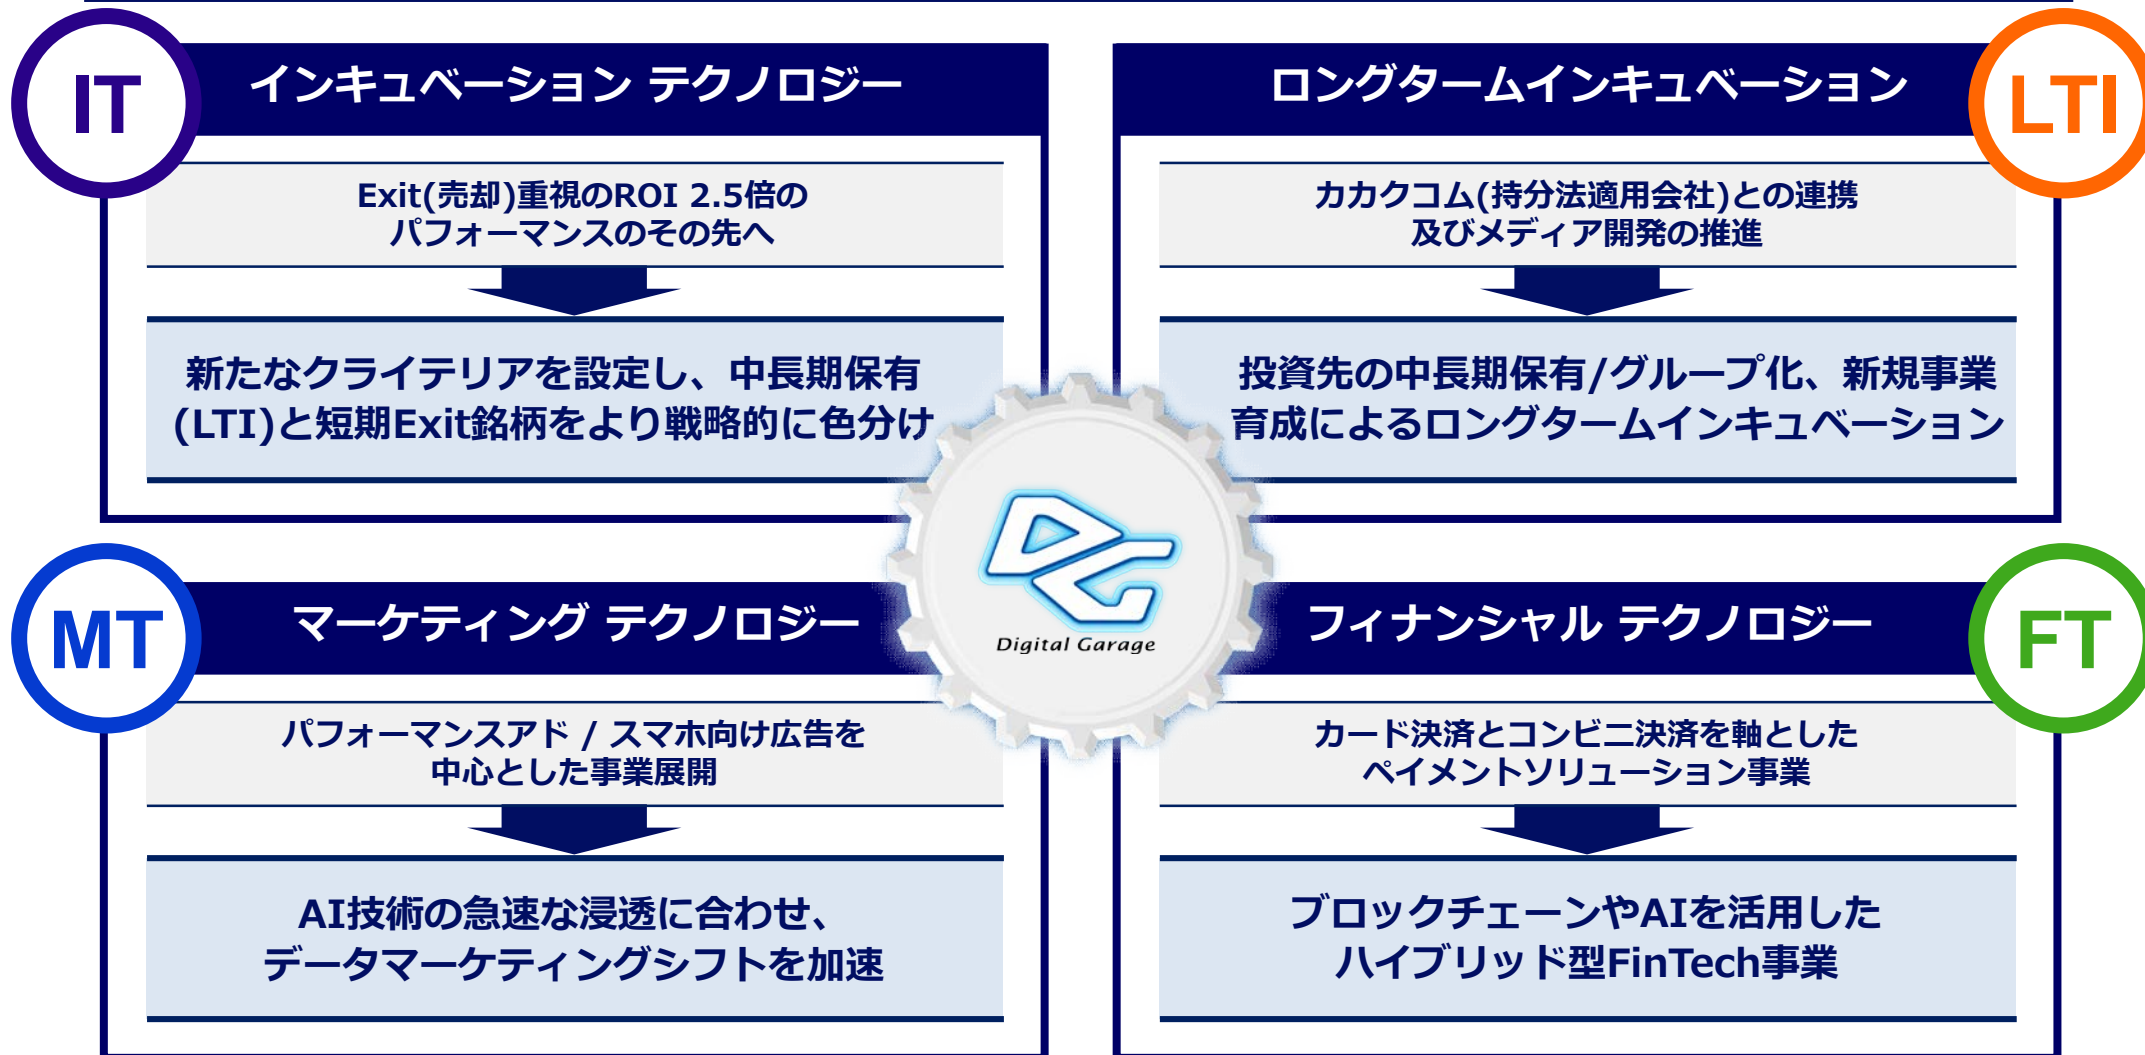 IT
インキュベーション テクノロジー
Exit(売却)重視のROI 2.5倍の
パフォーマンスのその先へ
新たなクライテリアを設定し、中長期保有
(LTI)と短期Exit銘柄をより戦略的に色分け
ロングタームインキュベーション
LTI
カカクコム(持分法適用会社)との連携
及びメディア開発の推進
投資先の中長期保有/グループ化、新規事業
育成によるロングタームインキュベーション
DG
Digital Garage
MT
マーケティング テクノロジー
パフォーマンスアド / スマホ向け広告を
中心とした事業展開
AI技術の急速な浸透に合わせ、
データマーケティングシフトを加速
フィナンシャル テクノロジー
FT
カード決済とコンビニ決済を軸とした
ペイメントソリューション事業
ブロックチェーンやAIを活用した
ハイブリッド型FinTech事業